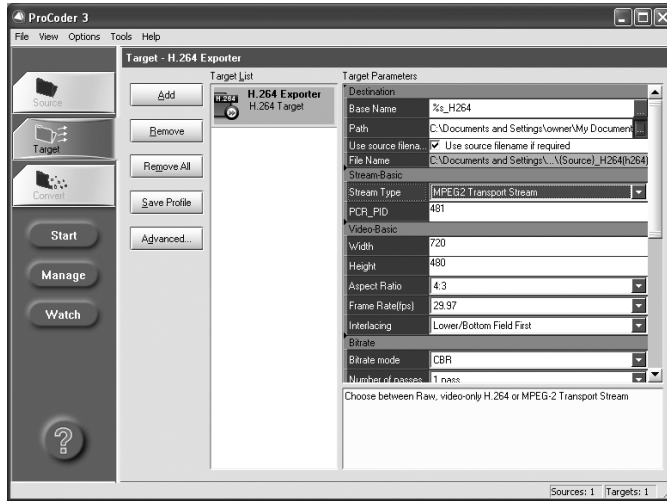 ProCoder 3
File View Options Tools Help
Target - H.264 Exporter
Source
Target
Convert
Start
Manage
Watch
?
Add
Remove
Remove All
Save Profile
Advanced...
Target List
H.264
H.264 Exporter
H.264 Target
Target Parameters
Destination
Base Name %s_H264 ...
Path C:\Documents and Settings\owner\My Document ...
Use source filena... Use source filename if required
File Name C:\Documents and Settings\...\(Source)_H264(h264)
Stream-Basic
Stream Type MPEG2 Transport Stream
PCR_PID 481
Video-Basic
Width 720
Height 480
Aspect Ratio 4:3
Frame Rate(fps) 29.97
Interlacing Lower/Bottom Field First
Bitrate
Bitrate mode CBR
Number of passes 1 pass
Choose between Raw, video-only H.264 or MPEG-2 Transport Stream
Sources: 1 Targets: 1